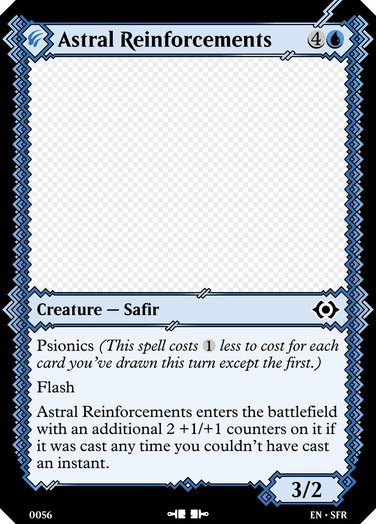 Astral Reinforcements 4
Creature — Safir
Psionics (This spell costs 1 less to cost for each
card you've drawn this turn except the first.)
Flash
Astral Reinforcements enters the battlefield
with an additional 2 +1/+1 counters on it if
it was cast any time you couldn't have cast
an instant.
3/2
0056
EN • SFR